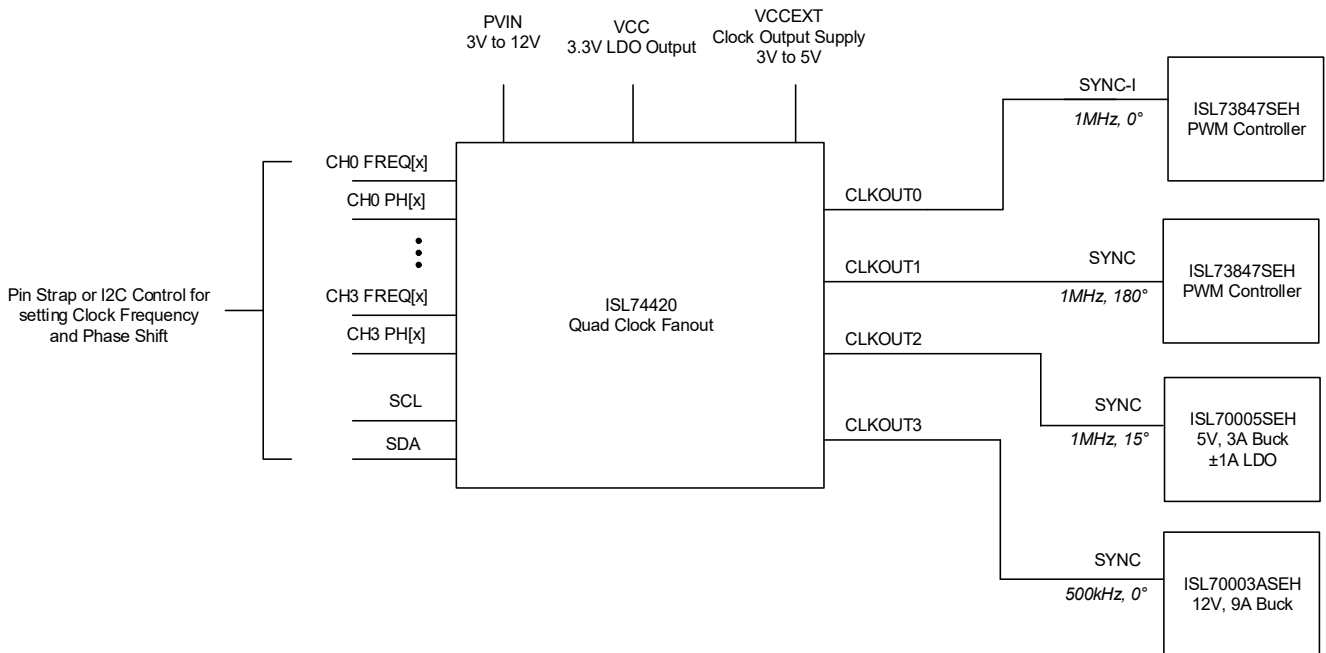 PVIN
3V to 12V
VCC
3.3V LDO Output
VCCEXT
Clock Output Supply
3V to 5V
Pin Strap or I2C Control for
setting Clock Frequency
and Phase Shift
CH0 FREQ[x]
CH0 PH[x]
CH3 FREQ[x]
CH3 PH[x]
SCL
SDA
ISL74420
Quad Clock Fanout
CLKOUT0
CLKOUT1
CLKOUT2
CLKOUT3
SYNC-I
1MHz, 0°
ISL73847SEH
PWM Controller
SYNC
1MHz, 180°
ISL73847SEH
PWM Controller
SYNC
1MHz, 15°
ISL70005SEH
5V, 3A Buck
±1A LDO
SYNC
500kHz, 0°
ISL70003ASEH
12V, 9A Buck